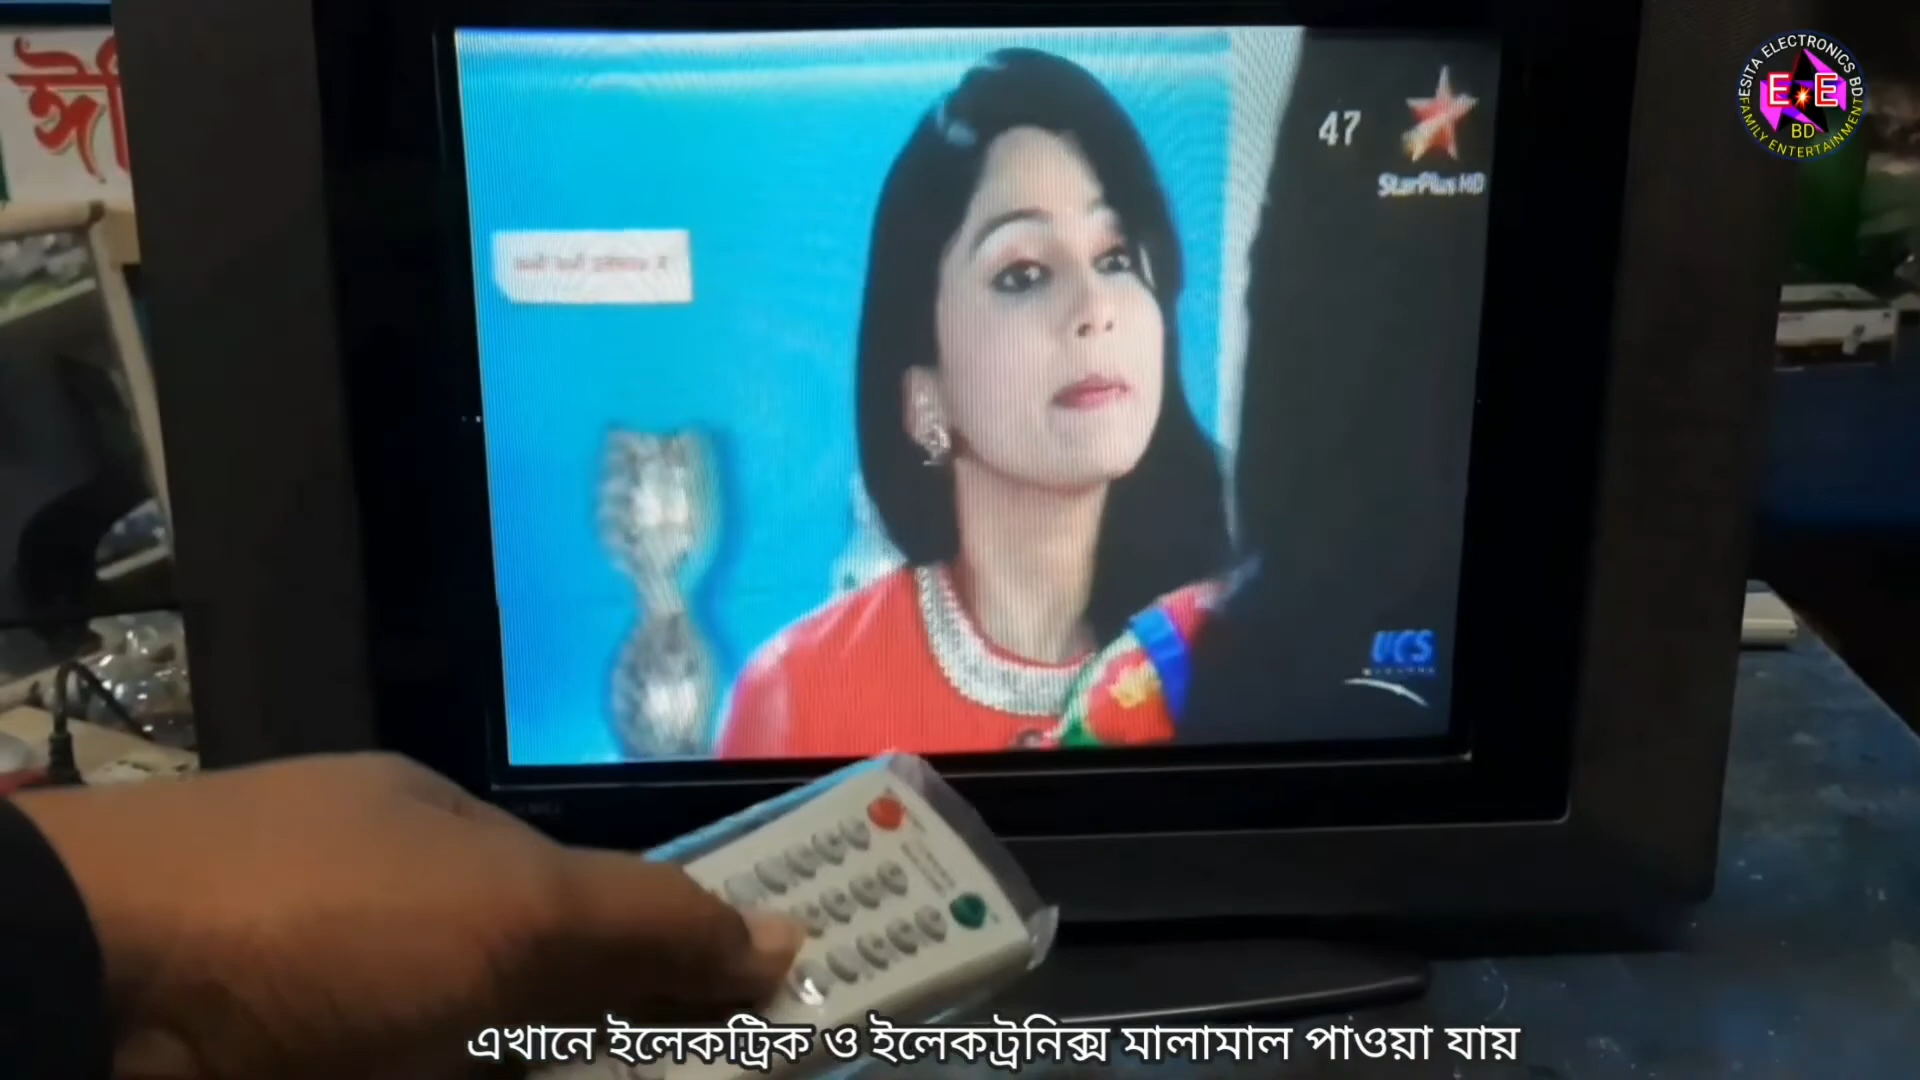 ঈ
47
StarPlus HD
UCS
ESITA ELECTRONICS BD
E E
BD
FAMILY ENTERTAINMENT
এখানে ইলেকট্রিক ও ইলেকট্রনিক্স মালামাল পাওয়া যায়